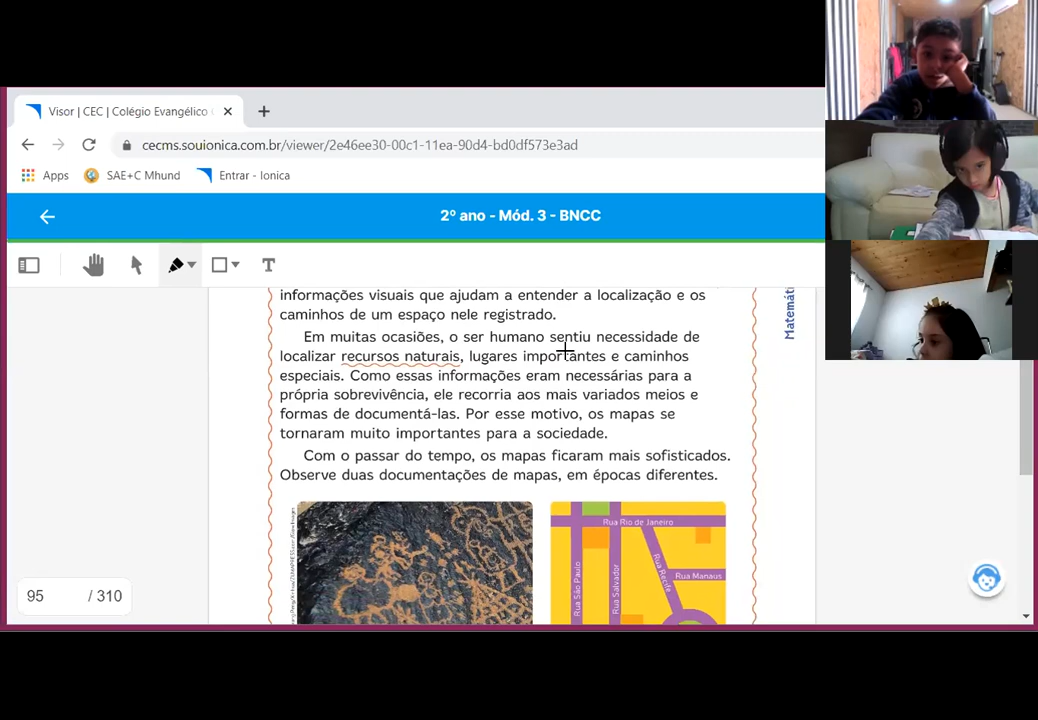 Visor | CEC | Colégio Evangélico
cecms.souionica.com.br/viewer/2e46ee30-00c1-11ea-90d4-bd0df573e3ad
Apps SAE+C Mhund Entrar - Ionica
2º ano - Mód. 3 - BNCC
T
informações visuais que ajudam a entender a localização e os
caminhos de um espaço nele registrado.
Em muitas ocasiões, o ser humano sentiu necessidade de
localizar recursos naturais, lugares importantes e caminhos
especiais. Como essas informações eram necessárias para a
própria sobrevivência, ele recorria aos mais variados meios e
formas de documentá-las. Por esse motivo, os mapas se
tornaram muito importantes para a sociedade.
Com o passar do tempo, os mapas ficaram mais sofisticados.
Observe duas documentações de mapas, em épocas diferentes.
Matemáti
Rua Rio de Janeiro
Rua São Paulo
Rua Salvador
Rua Recife
Rua Manaus
95 / 310